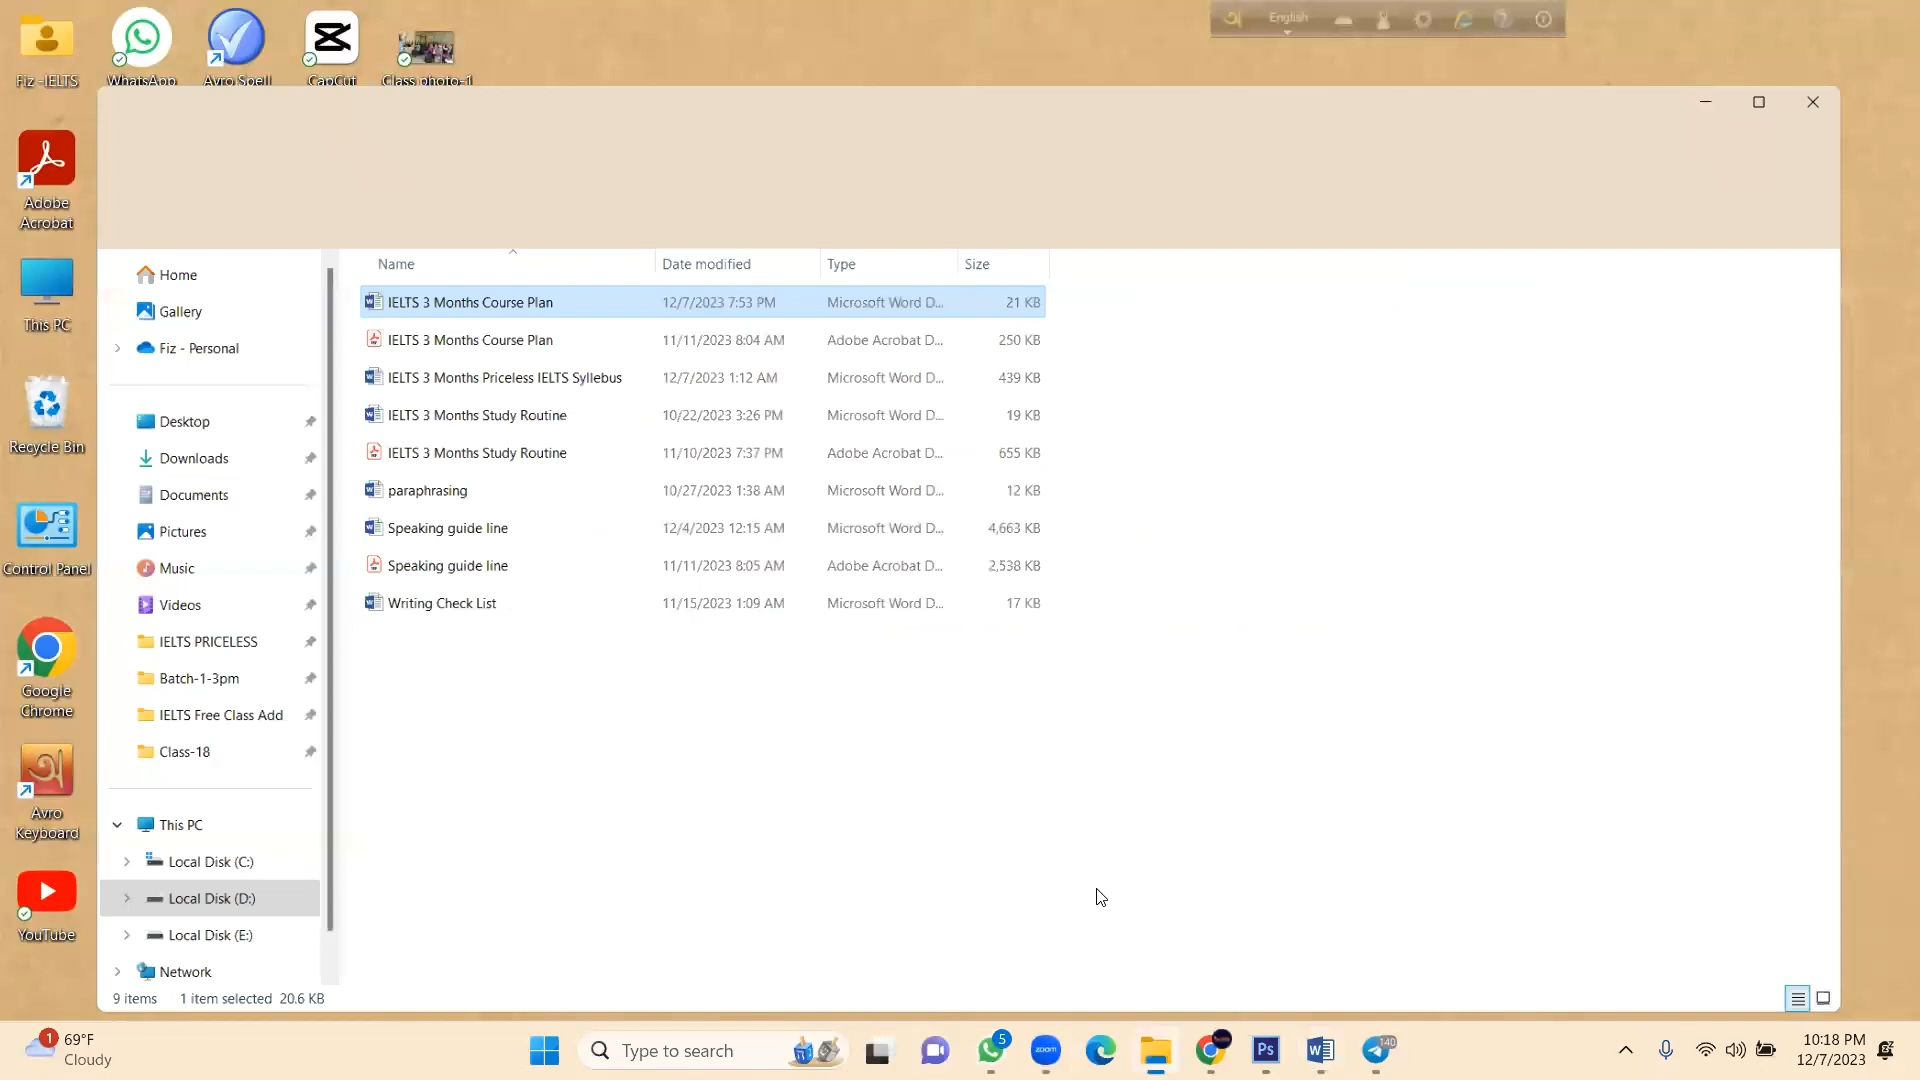 English
Fiz -IELTS
WhatsApp
Avro Spell
CapCut
Class photo-1
Adobe
Acrobat
This PC
Recycle Bin
Control Panel
Google
Chrome
Avro
Keyboard
YouTube
Home
Gallery
Fiz - Personal
Desktop
Downloads
Documents
Pictures
Music
Videos
IELTS PRICELESS
Batch-1-3pm
IELTS Free Class Add
Class-18
This PC
Local Disk (C:)
Local Disk (D:)
Local Disk (E:)
Network
Name Date modified Type Size
IELTS 3 Months Course Plan 12/7/2023 7:53 PM Microsoft Word D... 21 KB
IELTS 3 Months Course Plan 11/11/2023 8:04 AM Adobe Acrobat D... 250 KB
IELTS 3 Months Priceless IELTS Syllebus 12/7/2023 1:12 AM Microsoft Word D... 439 KB
IELTS 3 Months Study Routine 10/22/2023 3:26 PM Microsoft Word D... 19 KB
IELTS 3 Months Study Routine 11/10/2023 7:37 PM Adobe Acrobat D... 655 KB
paraphrasing 10/27/2023 1:38 AM Microsoft Word D... 12 KB
Speaking guide line 12/4/2023 12:15 AM Microsoft Word D... 4,663 KB
Speaking guide line 11/11/2023 8:05 AM Adobe Acrobat D... 2,538 KB
Writing Check List 11/15/2023 1:09 AM Microsoft Word D... 17 KB
9 items 1 item selected 20.6 KB
1
69°F
Cloudy
Type to search
5
zoom
Ps
140
10:18 PM
12/7/2023